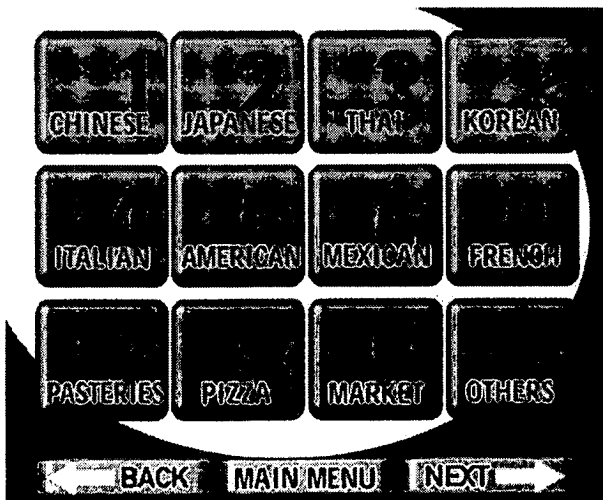 CHINESE JAPANESE THAI KOREAN
ITALIAN AMERICAN MEXICAN FRENCH
PASTERIES PIZZA MARKET OTHERS
BACK MAIN MENU NEXT